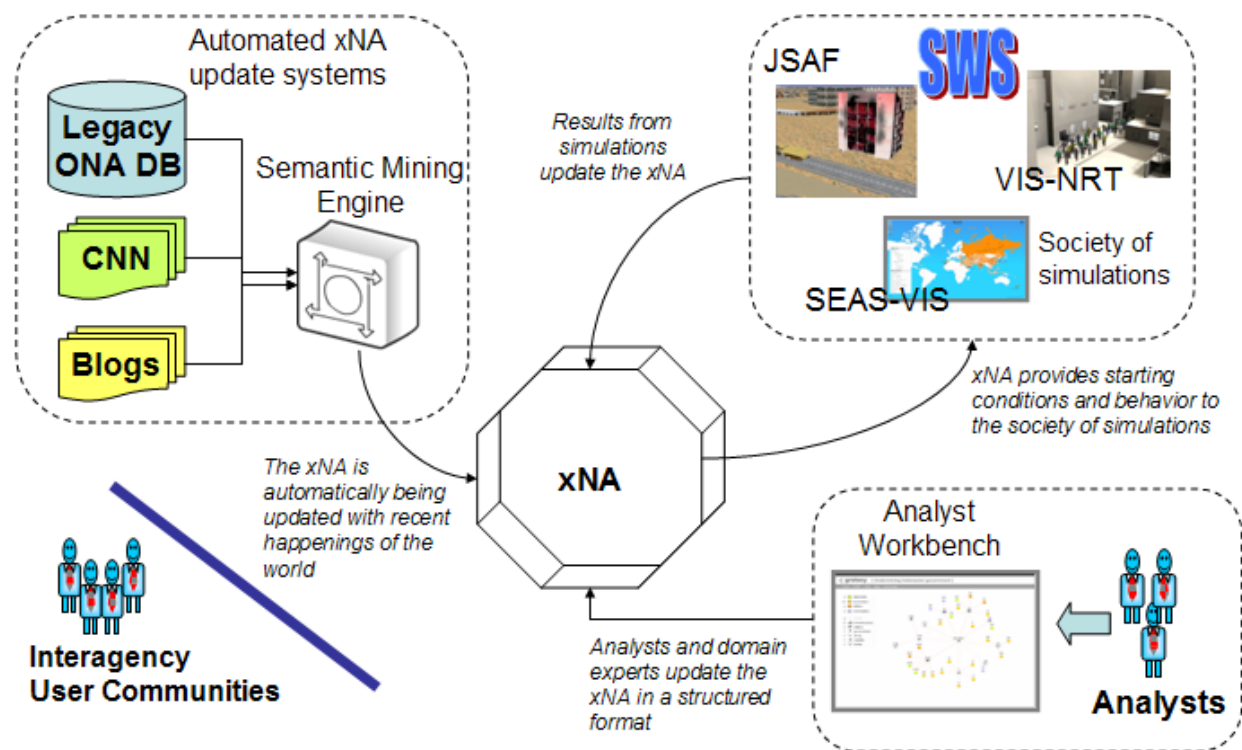 Automated xNA
update systems
Legacy
ONA DB
CNN
Blogs
Semantic Mining
Engine
Results from
simulations
update the xNA
JSAF
SWS
VIS-NRT
SEAS-VIS
Society of
simulations
xNA provides starting
conditions and behavior to
the society of simulations
xNA
The xNA is
automatically being
updated with recent
happenings of the
world
Interagency
User Communities
Analysts and domain
experts update the
xNA in a structured
format
Analyst
Workbench
Analysts